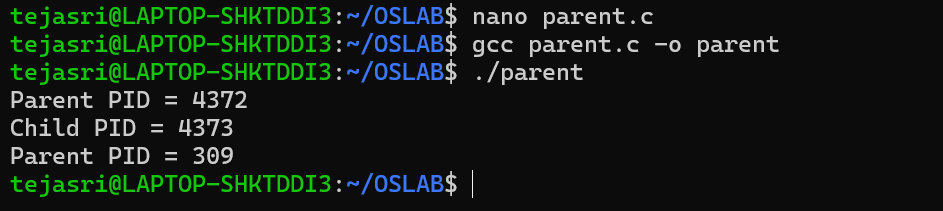 tejasri@LAPTOP-SHKTDDI3:~/OSLAB$ nano parent.c
tejasri@LAPTOP-SHKTDDI3:~/OSLAB$ gcc parent.c -o parent
tejasri@LAPTOP-SHKTDDI3:~/OSLAB$ ./parent
Parent PID = 4372
Child PID = 4373
Parent PID = 309
tejasri@LAPTOP-SHKTDDI3:~/OSLAB$